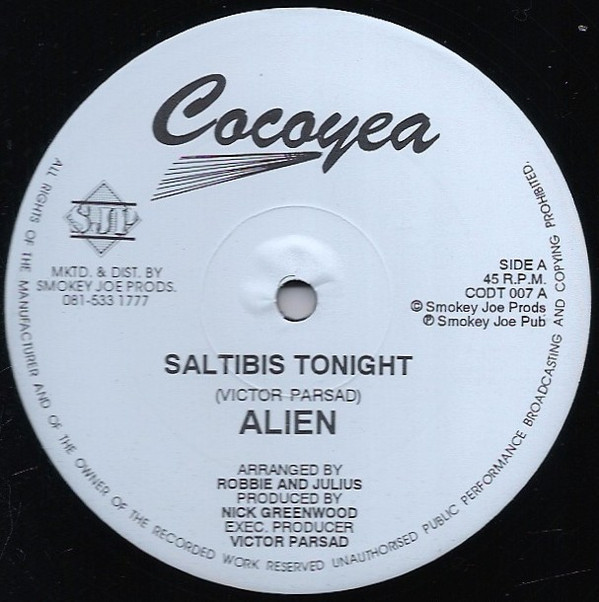 Cocoyea
SJP
MKTD. & DIST. BY
SMOKEY JOE PRODS.
081-533 1777
SIDE A
45 R.P.M.
CODT 007 A
© Smokey Joe Prods
℗ Smokey Joe Pub
SALTIBIS TONIGHT
(VICTOR PARSAD)
ALIEN
ARRANGED BY
ROBBIE AND JULIUS
PRODUCED BY
NICK GREENWOOD
EXEC. PRODUCER
VICTOR PARSAD
ALL RIGHTS OF THE MANUFACTURER AND OF THE OWNER OF THE RECORDED WORK RESERVED UNAUTHORISED PUBLIC PERFORMANCE BROADCASTING AND COPYING PROHIBITED.